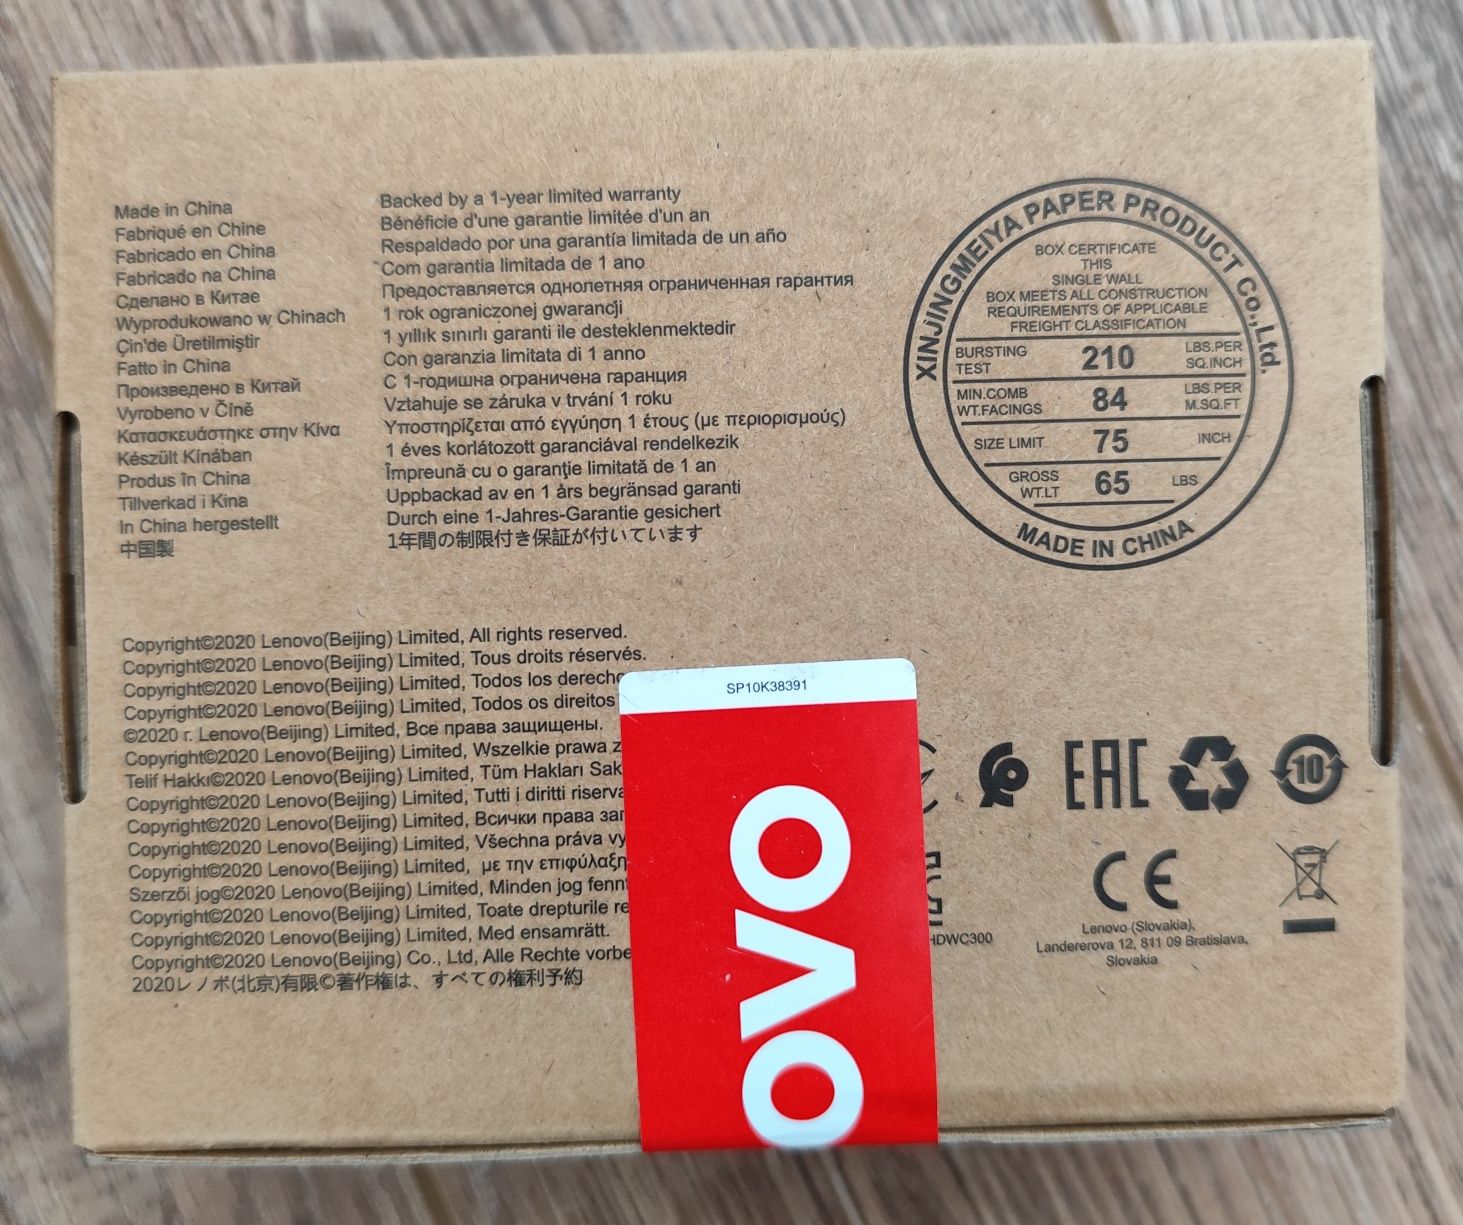 Made in China
Fabriqué en Chine
Fabricado en China
Fabricado na China
Сделано в Китае
Wyprodukowano w Chinach
Çin'de Üretilmiştir
Fatto in China
Произведено в Китай
Vyrobeno v Číně
Κατασκευάστηκε στην Κίνα
Készült Kínában
Produs în China
Tillverkad i Kina
In China hergestellt
中国製
Backed by a 1-year limited warranty
Bénéficie d'une garantie limitée d'un an
Respaldado por una garantía limitada de un año
Com garantia limitada de 1 ano
Предоставляется однолетняя ограниченная гарантия
1 rok ograniczonej gwarancji
1 yıllık sınırlı garanti ile desteklenmektedir
Con garanzia limitata di 1 anno
С 1-годишна ограничена гаранция
Vztahuje se záruka v trvání 1 roku
Υποστηρίζεται από εγγύηση 1 έτους (με περιορισμούς)
1 éves korlátozott garanciával rendelkezik
Împreună cu o garanţie limitată de 1 an
Uppbackad av en 1 års begränsad garanti
Durch eine 1-Jahres-Garantie gesichert
1年間の制限付き保証が付いています
XINJINGMEIYA PAPER PRODUCT Co.,Ltd.
BOX CERTIFICATE
THIS
SINGLE WALL
BOX MEETS ALL CONSTRUCTION
REQUIREMENTS OF APPLICABLE
FREIGHT CLASSIFICATION
BURSTING TEST 210 LBS.PER SQ.INCH
MIN.COMB WT.FACINGS 84 LBS.PER M.SQ.FT
SIZE LIMIT 75 INCH
GROSS WT.LT 65 LBS
MADE IN CHINA
Copyright©2020 Lenovo(Beijing) Limited, All rights reserved.
Copyright©2020 Lenovo(Beijing) Limited, Tous droits réservés.
Copyright©2020 Lenovo(Beijing) Limited, Todos los derecho
Copyright©2020 Lenovo(Beijing) Limited, Todos os direitos
©2020 г. Lenovo(Beijing) Limited, Все права защищены.
Copyright©2020 Lenovo(Beijing) Limited, Wszelkie prawa z
Telif Hakkı©2020 Lenovo(Beijing) Limited, Tüm Hakları Sak
Copyright©2020 Lenovo(Beijing) Limited, Tutti i diritti riserva
Copyright©2020 Lenovo(Beijing) Limited, Всички права за
Copyright©2020 Lenovo(Beijing) Limited, Všechna práva vy
Copyright©2020 Lenovo(Beijing) Limited, με την επιφύλαξη
Szerzői jog©2020 Lenovo(Beijing) Limited, Minden jog fenn
Copyright©2020 Lenovo(Beijing) Limited, Toate drepturile re
Copyright©2020 Lenovo(Beijing) Limited, Med ensamrätt.
Copyright©2020 Lenovo(Beijing) Co., Ltd, Alle Rechte vorbe
2020レノボ(北京)有限©著作権は、すべての権利予約
SP10K38391
ovo
EAC
10
CE
HDWC300
Lenovo (Slovakia),
Landererova 12, 811 09 Bratislava,
Slovakia